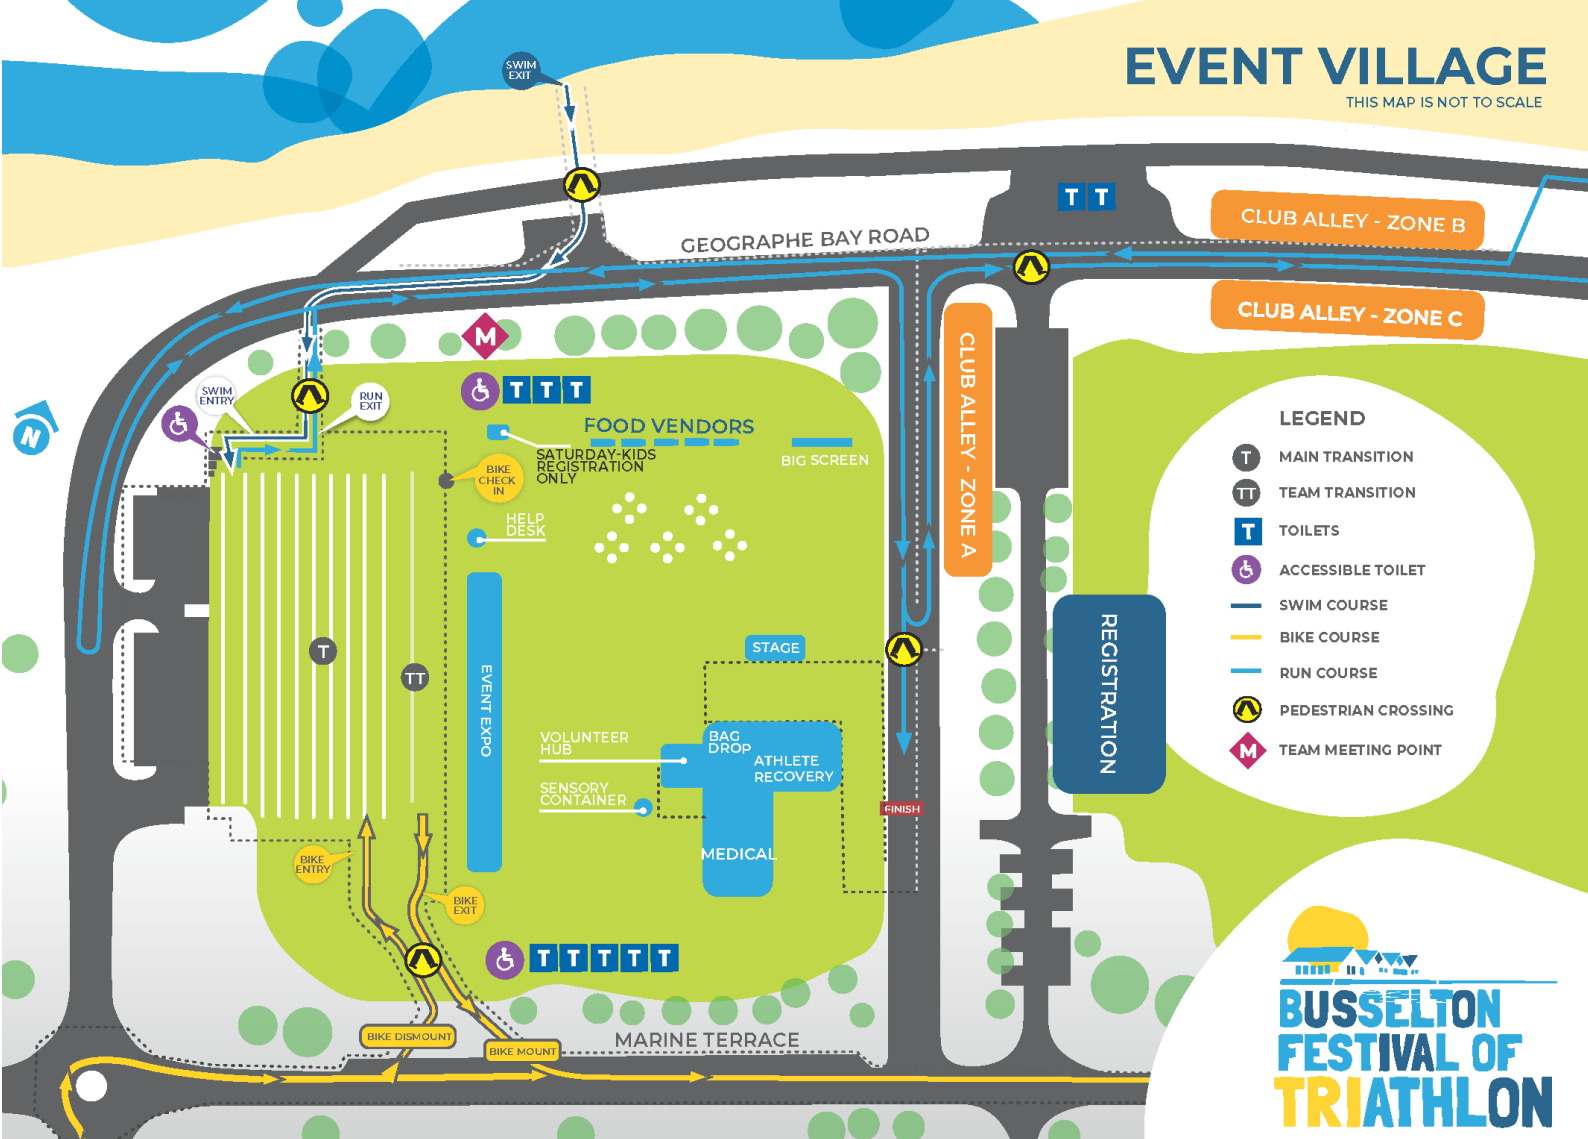 EVENT VILLAGE
THIS MAP IS NOT TO SCALE
SWIM
EXIT
T T
CLUB ALLEY - ZONE B
GEOGRAPHE BAY ROAD
CLUB ALLEY - ZONE C
M
CLUB ALLEY - ZONE A
SWIM
ENTRY
RUN
EXIT
T T T
N
FOOD VENDORS
SATURDAY-KIDS
REGISTRATION
ONLY
BIG SCREEN
BIKE
CHECK
IN
HELP
DESK
LEGEND
T MAIN TRANSITION
TT TEAM TRANSITION
T TOILETS
ACCESSIBLE TOILET
SWIM COURSE
BIKE COURSE
RUN COURSE
PEDESTRIAN CROSSING
M TEAM MEETING POINT
T
TT
STAGE
EVENT EXPO
REGISTRATION
VOLUNTEER
HUB
BAG
DROP
ATHLETE
RECOVERY
SENSORY
CONTAINER
FINISH
MEDICAL
BIKE
ENTRY
BIKE
EXIT
T T T T T
BIKE DISMOUNT
BIKE MOUNT
MARINE TERRACE
BUSSELTON
FESTIVAL OF
TRIATHLON